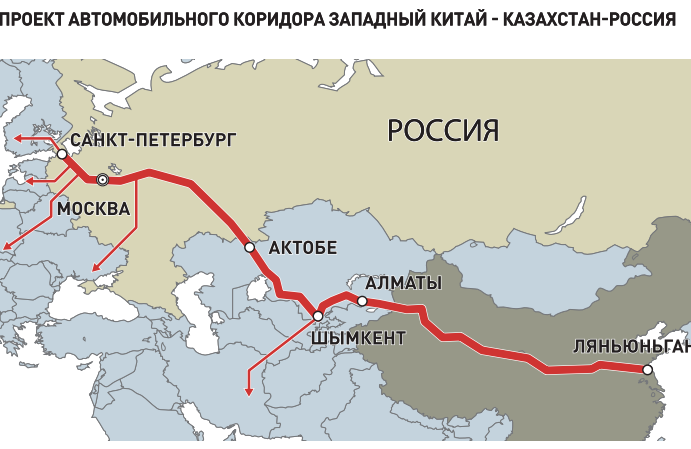 ПРОЕКТ АВТОМОБИЛЬНОГО КОРИДОРА ЗАПАДНЫЙ КИТАЙ - КАЗАХСТАН-РОССИЯ
РОССИЯ
САНКТ-ПЕТЕРБУРГ
МОСКВА
АКТОБЕ
АЛМАТЫ
ШЫМКЕНТ
ЛЯНЬЮНЬГАН